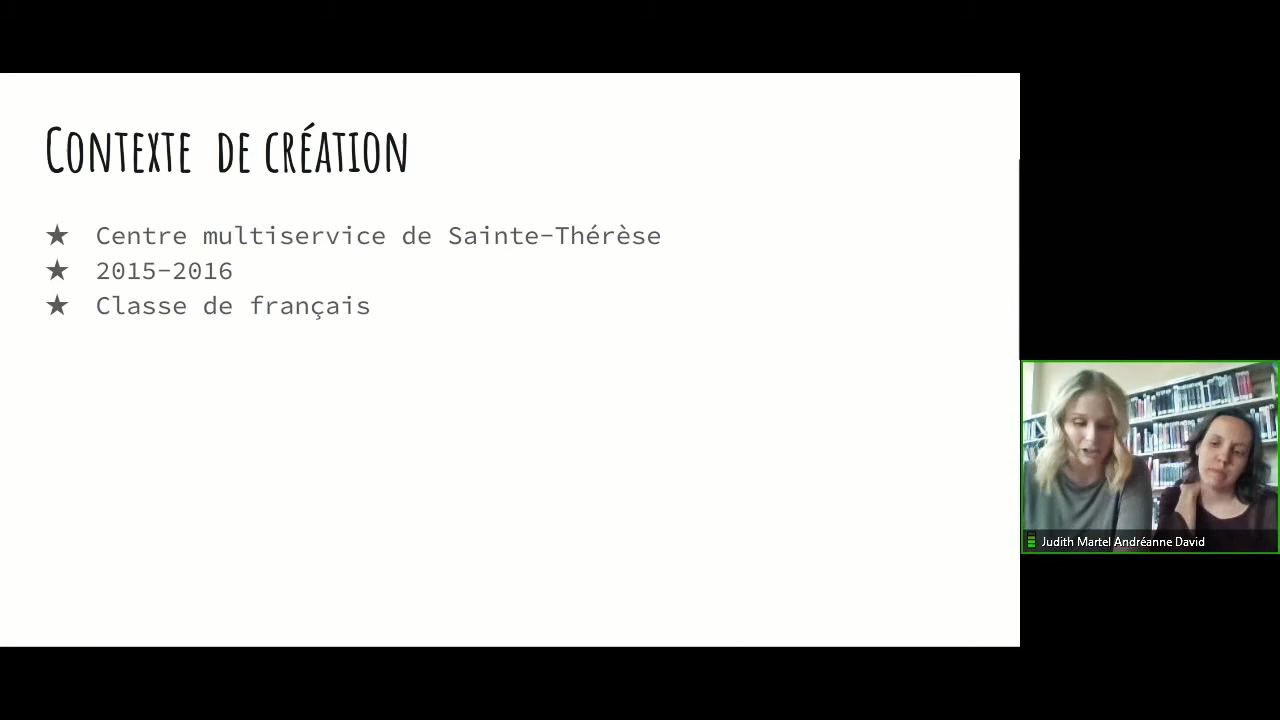 Contexte de création
★ Centre multiservice de Sainte-Thérèse
★ 2015-2016
★ Classe de français
Judith Martel Andréanne David